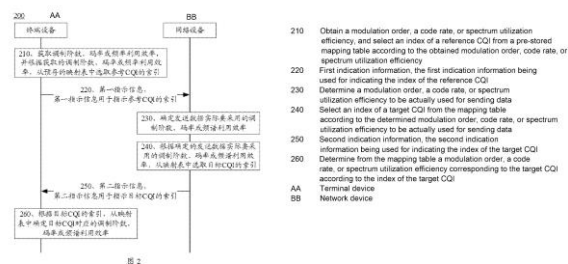 200
AA
BB
终端设备
网络设备
210、获取调制阶数、码率或频率利用效率,
并根据获取的调制阶数、码率或频谱利用效
率,从预存的映射表中选取参考CQI的索引
220、第一指示信息,
第一指示信息用于指示参考CQI的索引
230、确定发送数据实际要采用的调
制阶数、码率或频谱利用效率
240、根据确定的发送数据实际要采
用的调制阶数、码率或频谱利用效
率,从映射表中选取目标CQI的索引
250、第二指示信息,
第二指示信息用于指示目标CQI的索引
260、根据目标CQI的索引,从映射
表中确定目标CQI对应的调制阶数、
码率或频谱利用效率
图 2
210 Obtain a modulation order, a code rate, or spectrum utilization
efficiency, and select an index of a reference CQI from a pre-stored
mapping table according to the obtained modulation order, code rate, or
spectrum utilization efficiency
220 First indication information, the first indication information being
used for indicating the index of the reference CQI
230 Determine a modulation order, a code rate, or spectrum
utilization efficiency to be actually used for sending data
240 Select an index of a target CQI from the mapping table
according to the determined modulation order, code rate, or spectrum
utilization efficiency to be actually used for sending data
250 Second indication information, the second indication
information being used for indicating the index of the target CQI
260 Determine from the mapping table a modulation order, a code
rate, or spectrum utilization efficiency corresponding to the target CQI
according to the index of the target CQI
AA Terminal device
BB Network device